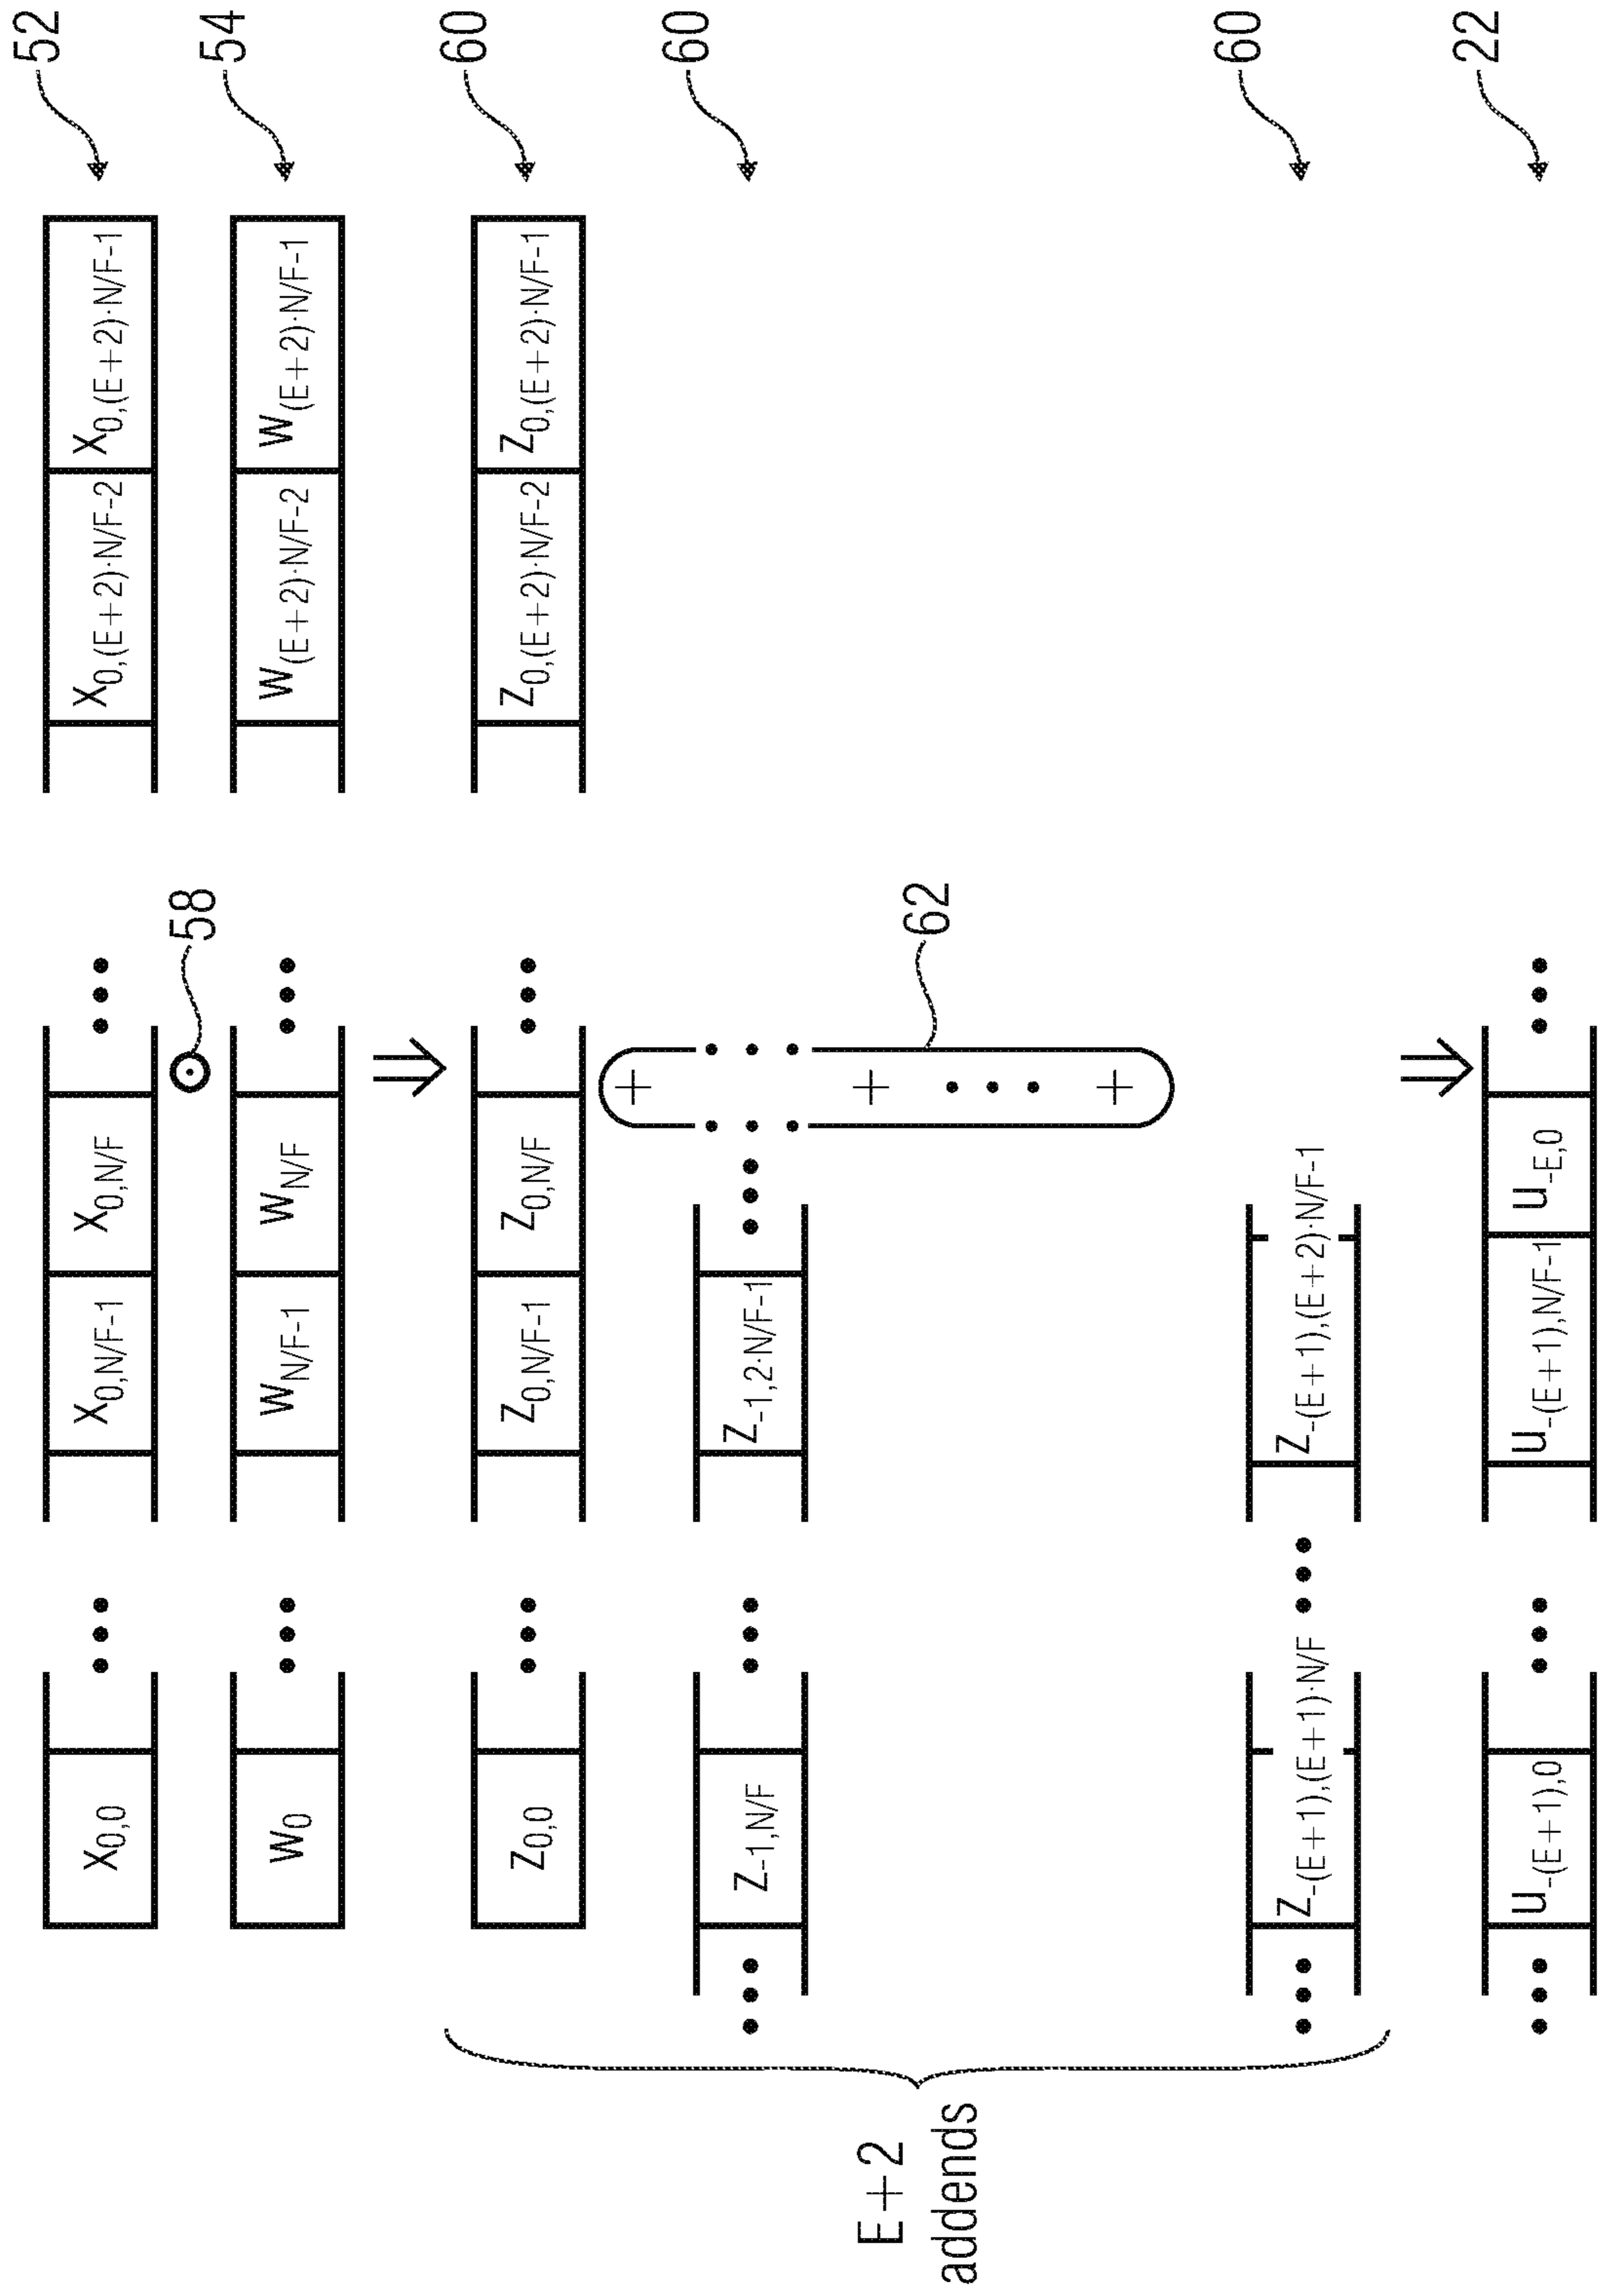 X0,0 ... X0,N/F-1 X0,N/F ... X0,(E+2)·N/F-2 X0,(E+2)·N/F-1 52
58
W0 ... WN/F-1 WN/F ... W(E+2)·N/F-2 W(E+2)·N/F-1 54
Z0,0 ... Z0,N/F-1 Z0,N/F ... Z0,(E+2)·N/F-2 Z0,(E+2)·N/F-1 60
+
... Z-1,N/F ... Z-1,2·N/F-1 ... 60
+
62
E+2
addends
+
... Z-(E+1),(E+1)·N/F ... Z-(E+1),(E+2)·N/F-1 60
... u-(E+1),0 ... u-(E+1),N/F-1 u-E,0 ... 22